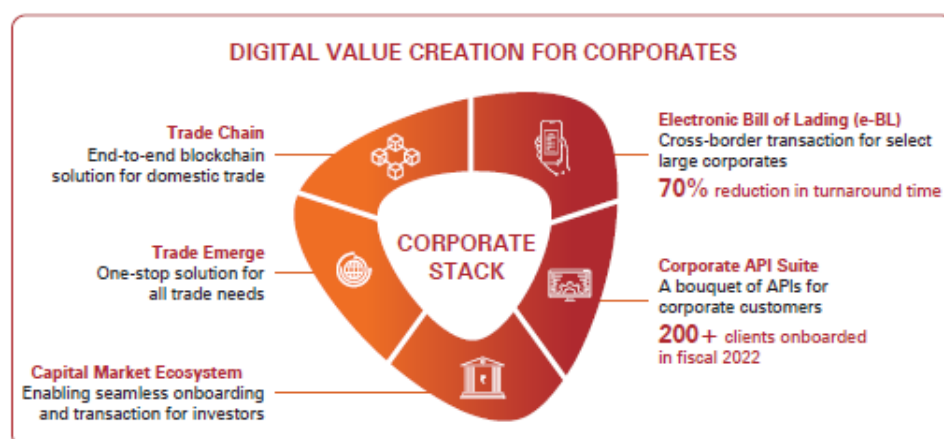 DIGITAL VALUE CREATION FOR CORPORATES
Trade Chain
End-to-end blockchain
solution for domestic trade
Trade Emerge
One-stop solution for
all trade needs
Capital Market Ecosystem
Enabling seamless onboarding
and transaction for investors
CORPORATE
STACK
₹
Electronic Bill of Lading (e-BL)
Cross-border transaction for select
large corporates
70% reduction in turnaround time
Corporate API Suite
A bouquet of APIs for
corporate customers
200+ clients onboarded
in fiscal 2022